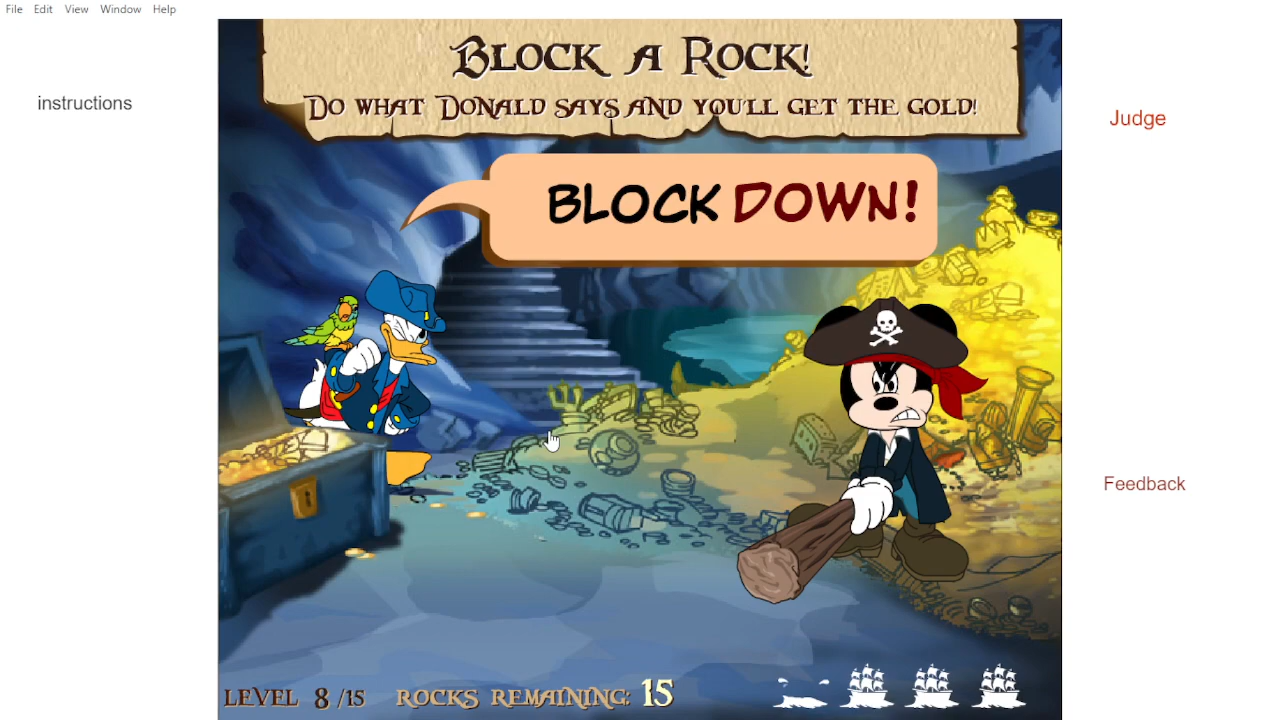 File Edit View Window Help
BLOCK A ROCK!
DO WHAT DONALD SAYS AND YOU'LL GET THE GOLD!
instructions
Judge
BLOCK DOWN!
Feedback
LEVEL 8 /15 ROCKS REMAINING: 15